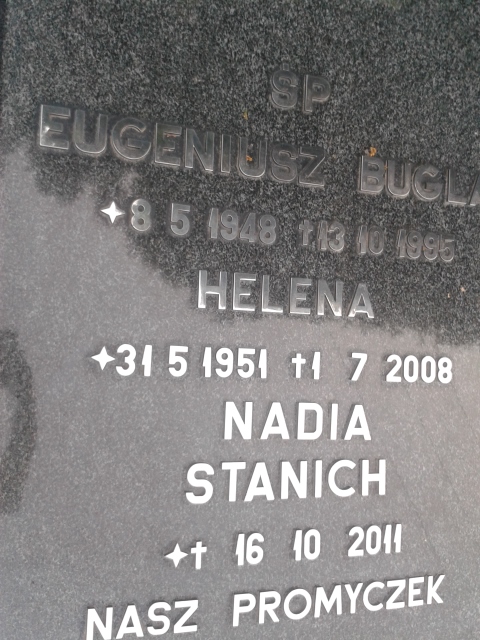 SP
EUGENIUSZ
8 5 1948 †13 10 1995
HELENA
31 5 1951 †1 7 2008
NADIA
STANICH
† 16 10 2011
NASZ PROMYCZEK